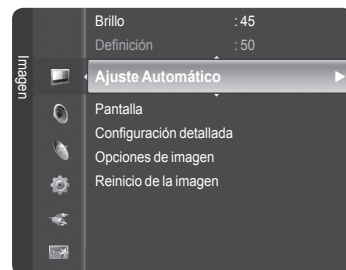 Imagen
Brillo : 45
Definición : 50
Ajuste Automático
Pantalla
Configuración detallada
Opciones de imagen
Reinicio de la imagen